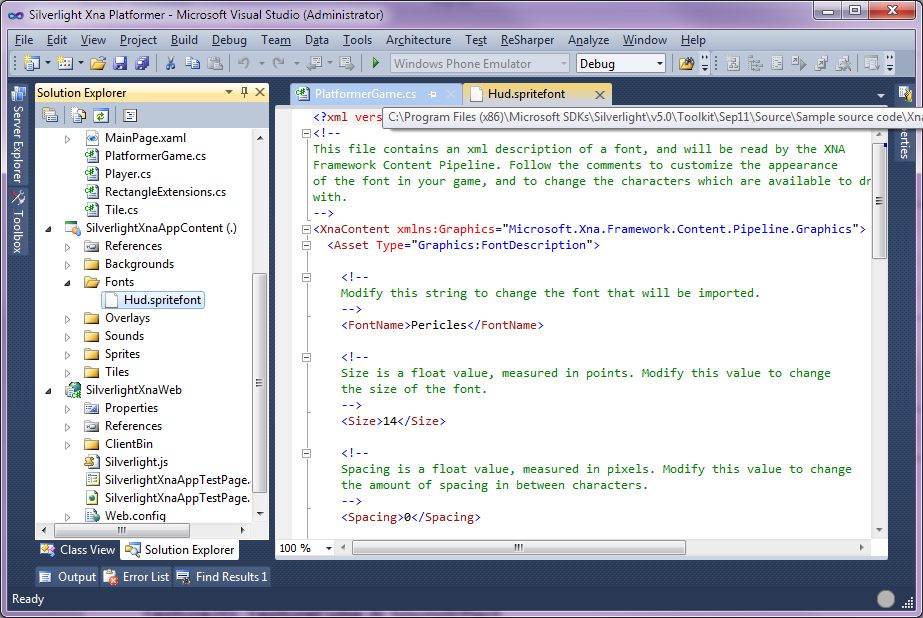 Silverlight Xna Platformer - Microsoft Visual Studio (Administrator)
File Edit View Project Build Debug Team Data Tools Architecture Test ReSharper Analyze Window Help
Windows Phone Emulator Debug
Server Explorer
Toolbox
Solution Explorer
MainPage.xaml
PlatformerGame.cs
Player.cs
RectangleExtensions.cs
Tile.cs
SilverlightXnaAppContent (.)
References
Backgrounds
Fonts
Hud.spritefont
Overlays
Sounds
Sprites
Tiles
SilverlightXnaWeb
Properties
References
ClientBin
Silverlight.js
SilverlightXnaAppTestPage.
SilverlightXnaAppTestPage.
Web.config
Class View Solution Explorer
PlatformerGame.cs Hud.spritefont
C:\Program Files (x86)\Microsoft SDKs\Silverlight\v5.0\Toolkit\Sep11\Source\Sample source code\Xna
<?xml vers
<!--
This file contains an xml description of a font, and will be read by the XNA
Framework Content Pipeline. Follow the comments to customize the appearance
of the font in your game, and to change the characters which are available to dr
with.
-->
<XnaContent xmlns:Graphics="Microsoft.Xna.Framework.Content.Pipeline.Graphics">
<Asset Type="Graphics:FontDescription">
<!--
Modify this string to change the font that will be imported.
-->
<FontName>Pericles</FontName>
<!--
Size is a float value, measured in points. Modify this value to change
the size of the font.
-->
<Size>14</Size>
<!--
Spacing is a float value, measured in pixels. Modify this value to change
the amount of spacing in between characters.
-->
<Spacing>0</Spacing>
100 %
erties
Output Error List Find Results 1
Ready